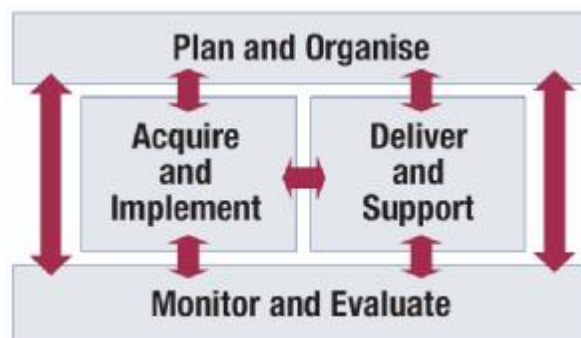 Plan and Organise
Acquire
and
Implement
Deliver
and
Support
Monitor and Evaluate